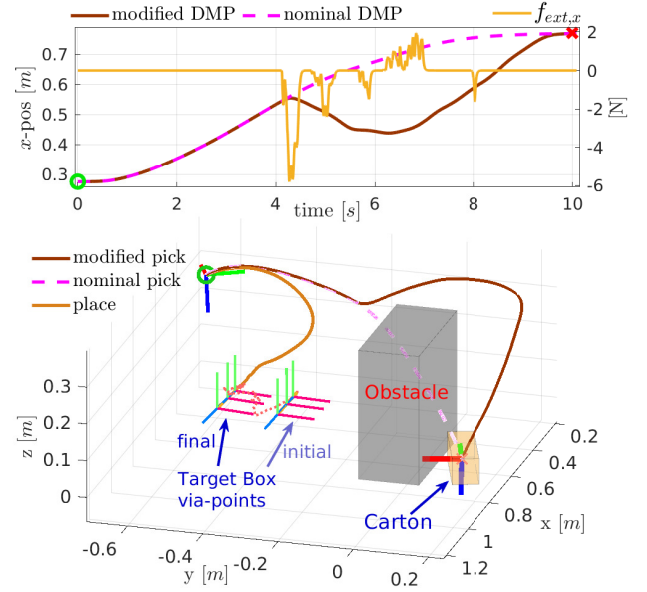 modified DMP nominal DMP f_ext,x
x-pos [m]
0.7
0.6
0.5
0.4
0.3
2
0
-2
-4
-6
[N]
0 2 4 6 8 10
time [s]
modified pick
nominal pick
place
Obstacle
final
initial
Target Box
via-points
Carton
z [m]
0.3
0.2
0.1
0
-0.6
-0.4
-0.2
0
0.2
y [m]
0.2
0.4
0.6
0.8
1
1.2
x [m]